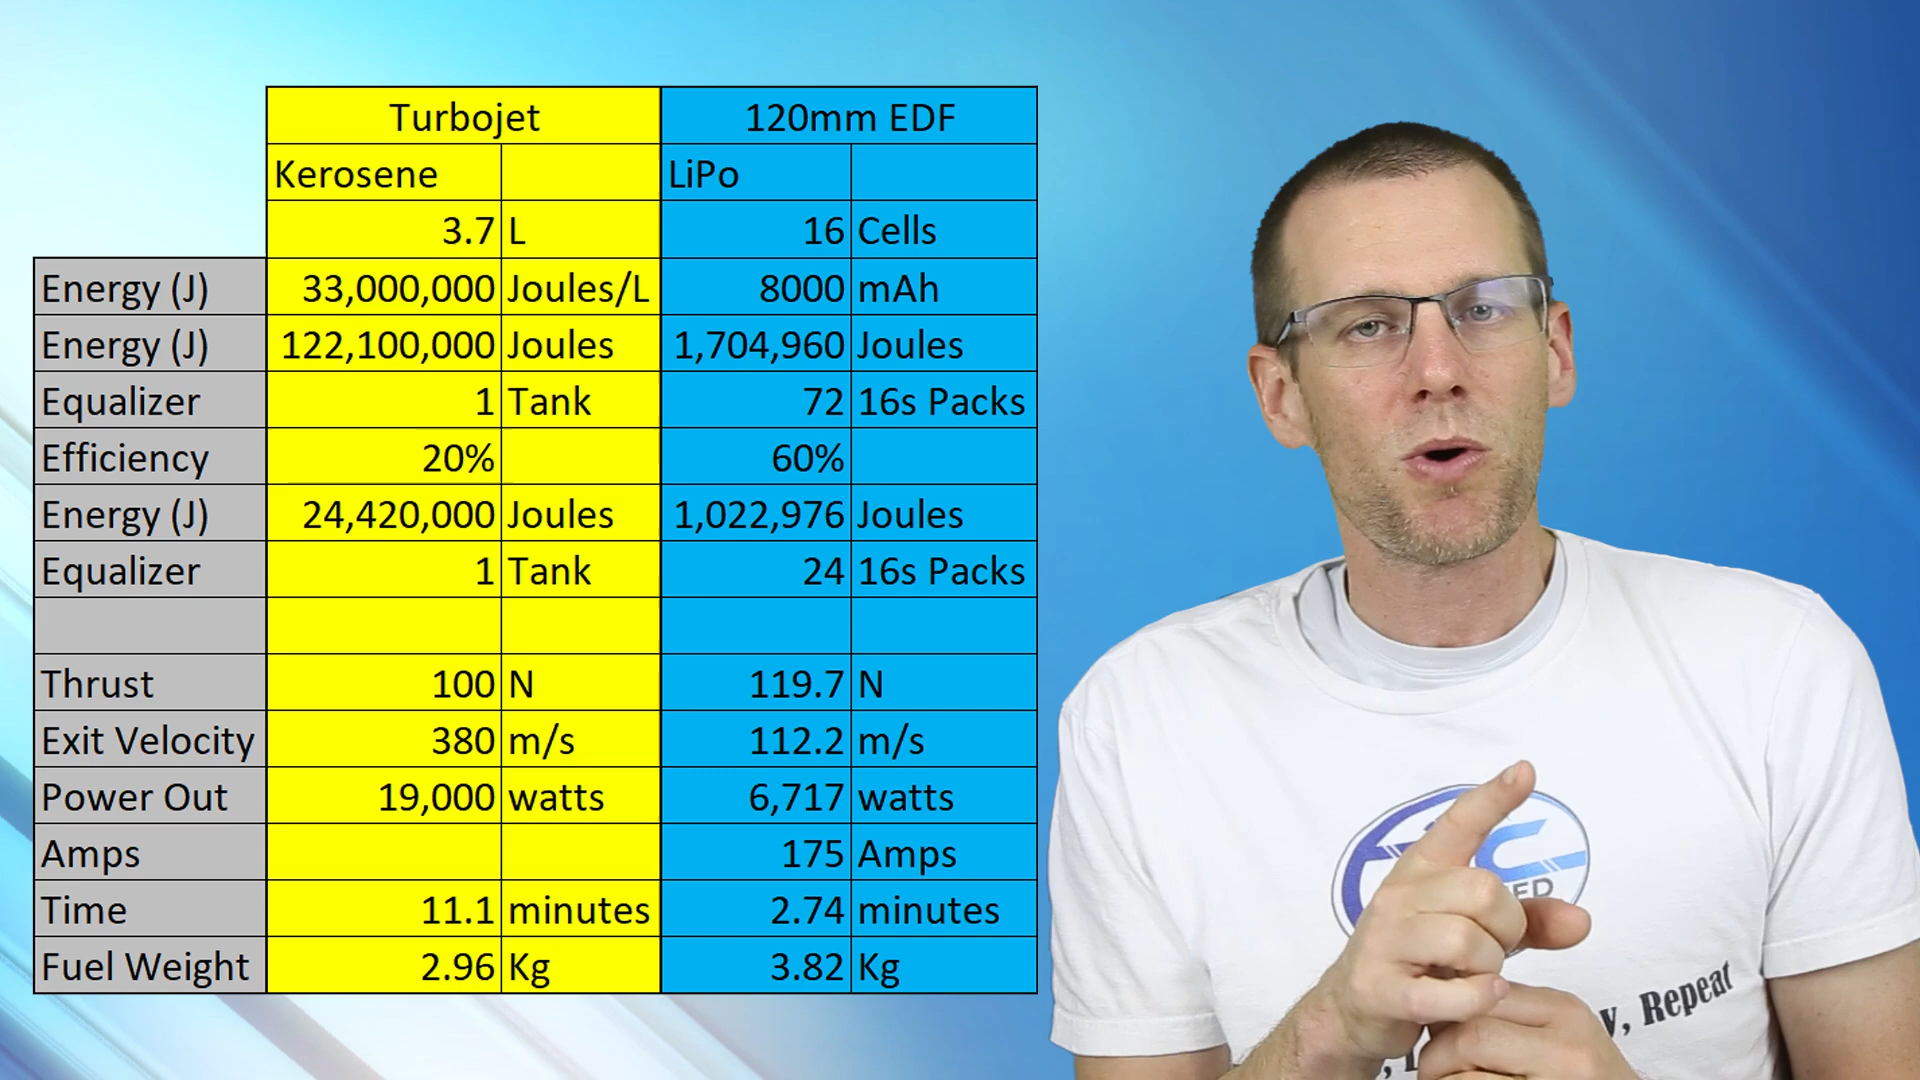 Turbojet 120mm EDF
Kerosene LiPo
3.7 L 16 Cells
Energy (J) 33,000,000 Joules/L 8000 mAh
Energy (J) 122,100,000 Joules 1,704,960 Joules
Equalizer 1 Tank 72 16s Packs
Efficiency 20% 60%
Energy (J) 24,420,000 Joules 1,022,976 Joules
Equalizer 1 Tank 24 16s Packs
Thrust 100 N 119.7 N
Exit Velocity 380 m/s 112.2 m/s
Power Out 19,000 watts 6,717 watts
Amps 175 Amps
Time 11.1 minutes 2.74 minutes
Fuel Weight 2.96 Kg 3.82 Kg
Repeat